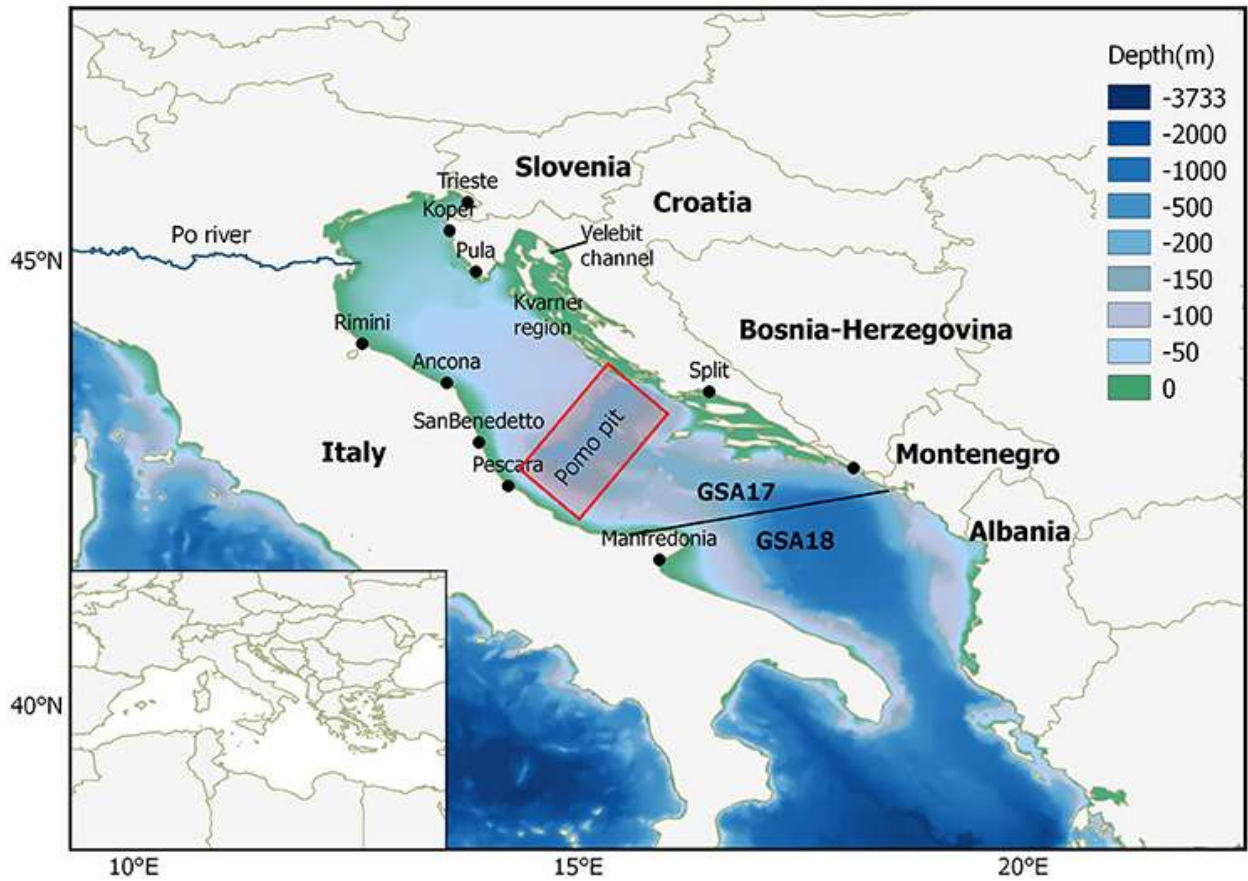 Depth(m)
-3733
-2000
-1000
-500
-200
-150
-100
-50
0
Slovenia
Trieste
Koper
Croatia
Po river
Pula
Velebit
channel
45°N
Kvarner
region
Rimini
Bosnia-Herzegovina
Ancona
Split
SanBenedetto
Pomo pit
Italy
Pescara
Montenegro
GSA17
Albania
Manfredonia
GSA18
40°N
10°E
15°E
20°E